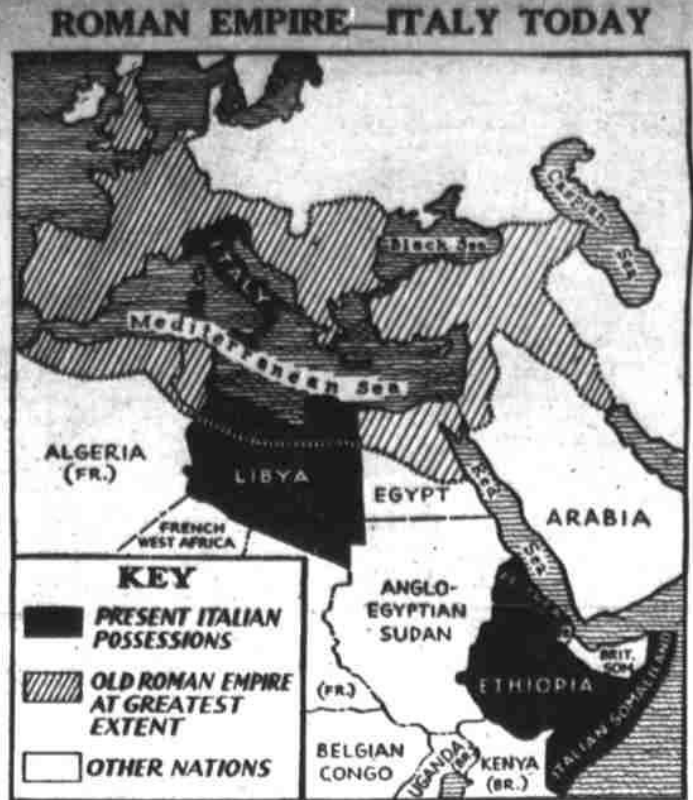 ROMAN EMPIRE—ITALY TODAY
Caspian
Sea
Black Sea
ITALY
Mediterranean Sea
ALGERIA
(FR.)
LIBYA
EGYPT
Red
Sea
ARABIA
FRENCH
WEST AFRICA
ANGLO-
EGYPTIAN
SUDAN
(FR.)
ETHIOPIA
BRIT.
SOM.
ITALIAN SOMALILAND
BELGIAN
CONGO
UGANDA
(BR.)
KENYA
(BR.)
KEY
PRESENT ITALIAN
POSSESSIONS
OLD ROMAN EMPIRE
AT GREATEST
EXTENT
OTHER NATIONS